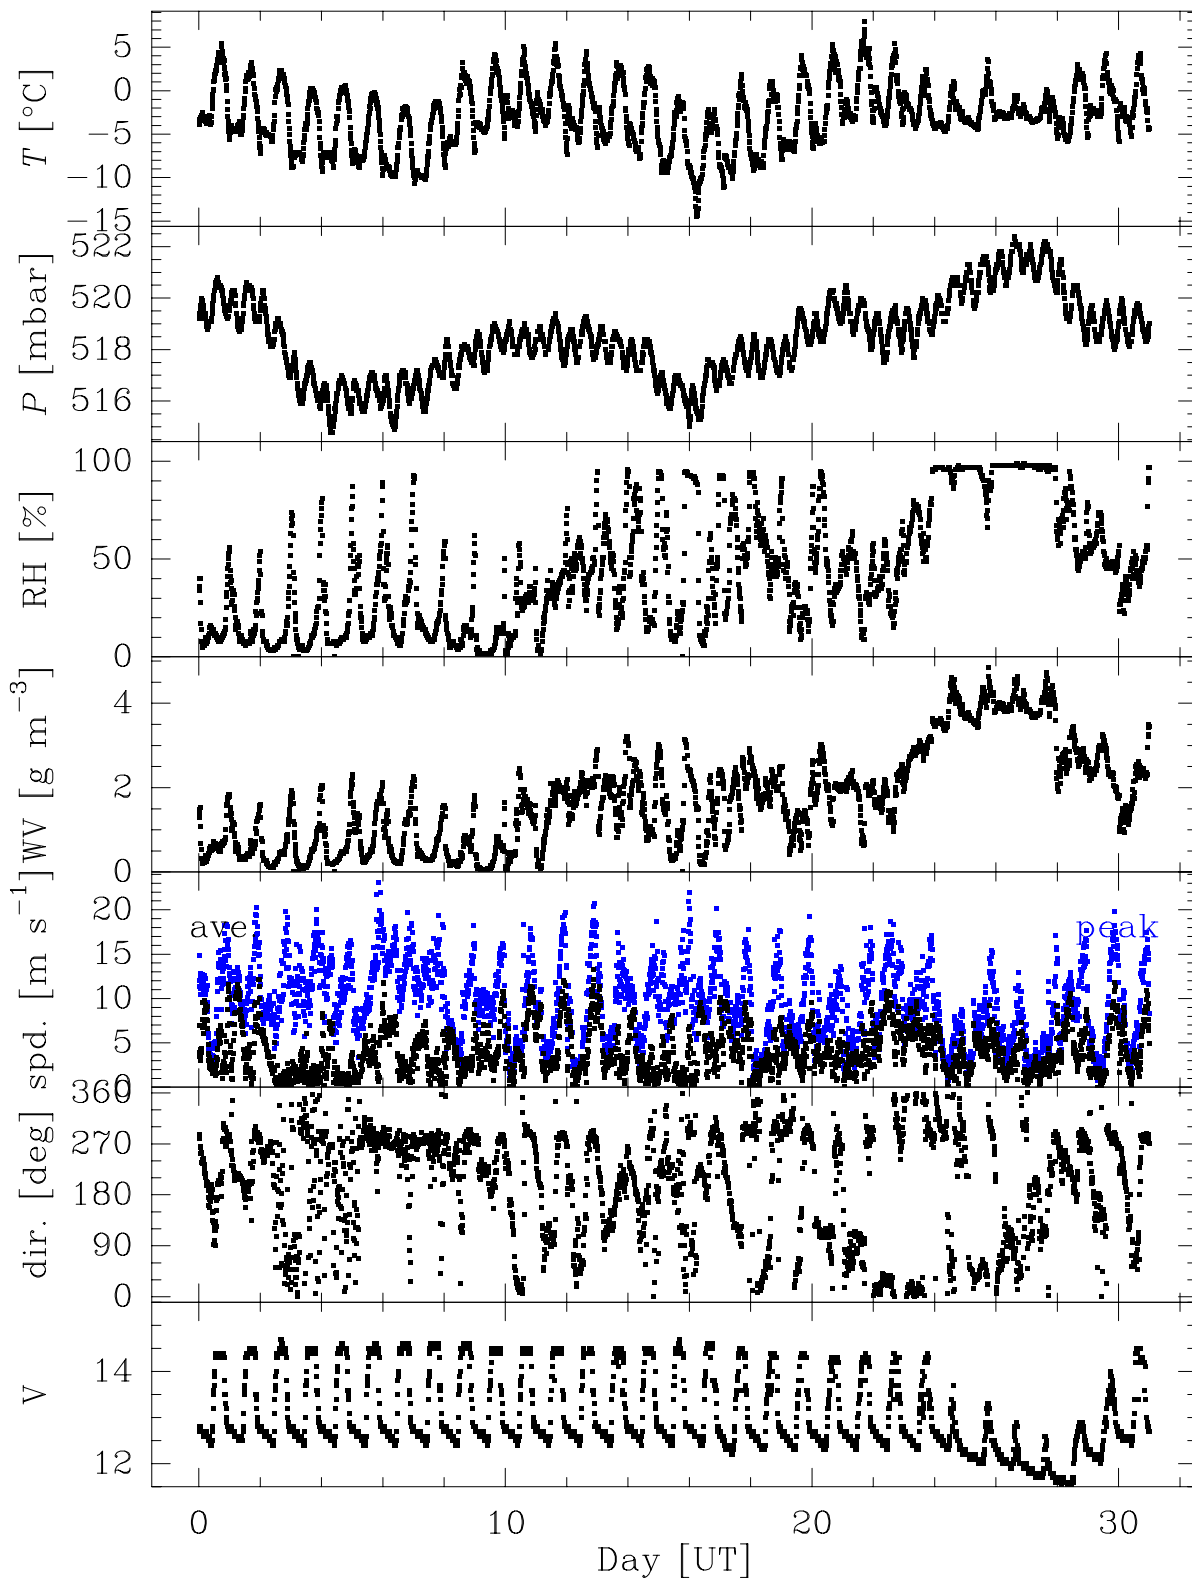 T [°C]
5
0
−5
−10
−15
P [mbar]
522
520
518
516
RH [%]
100
50
0
WV [g m−3]
4
2
0
spd. [m s−1]
20
15
10
5
0
ave
peak
dir. [deg]
360
270
180
90
0
V
14
12
0 10 20 30
Day [UT]